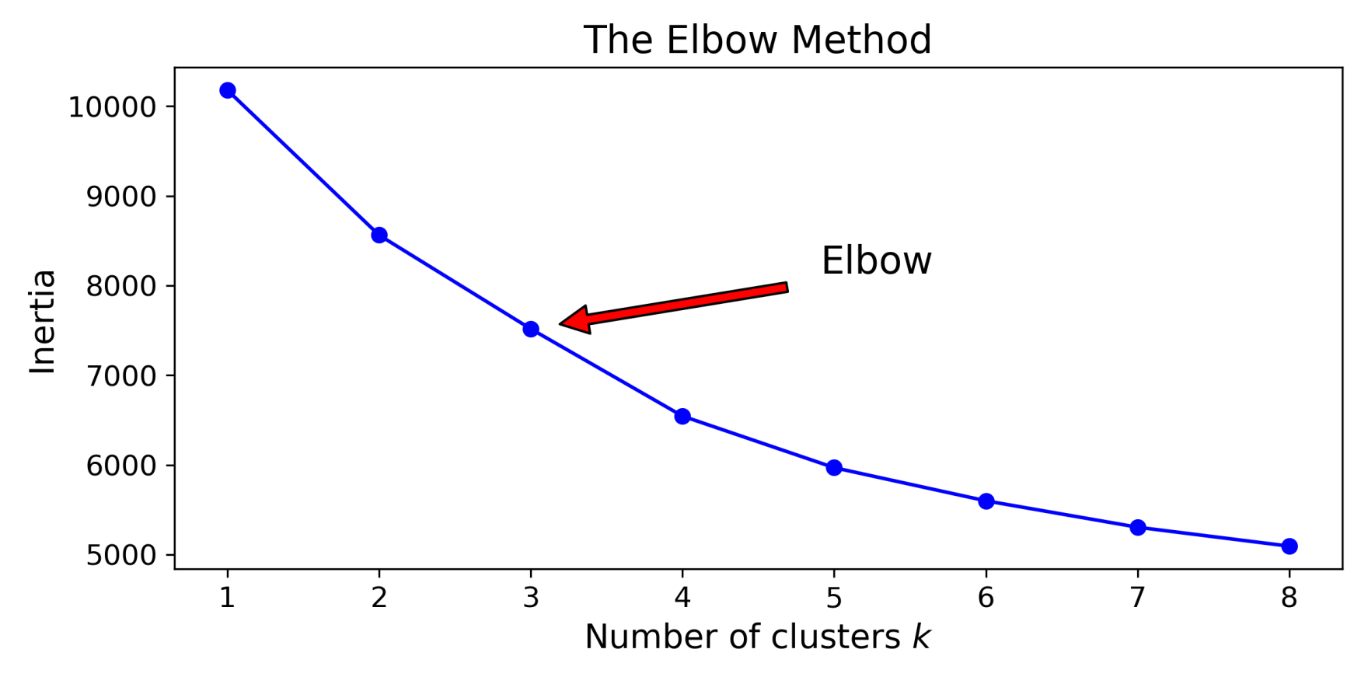 The Elbow Method
10000
9000
8000
7000
6000
5000
Inertia
Elbow
1 2 3 4 5 6 7 8
Number of clusters k